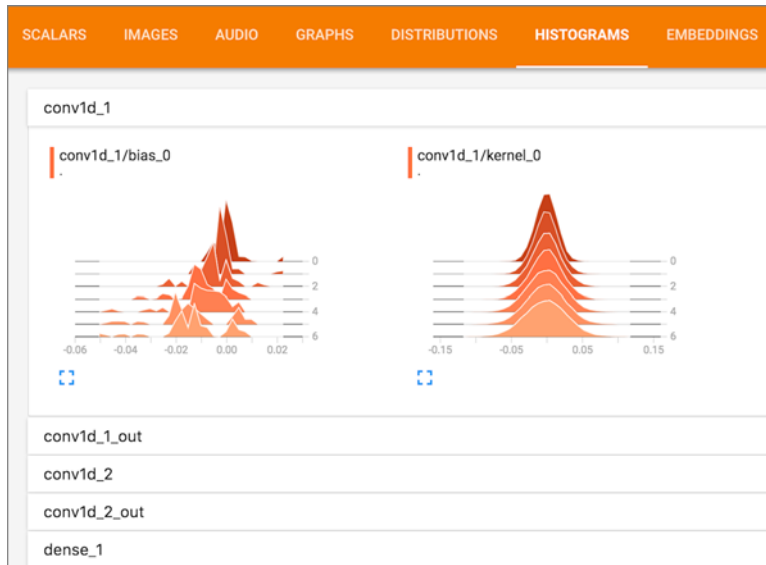 SCALARS IMAGES AUDIO GRAPHS DISTRIBUTIONS HISTOGRAMS EMBEDDINGS
conv1d_1
conv1d_1/bias_0 conv1d_1/kernel_0
. .
0 0
2 2
4 4
6 6
-0.06 -0.04 -0.02 0.00 0.02 -0.15 -0.05 0.05 0.15
conv1d_1_out
conv1d_2
conv1d_2_out
dense_1